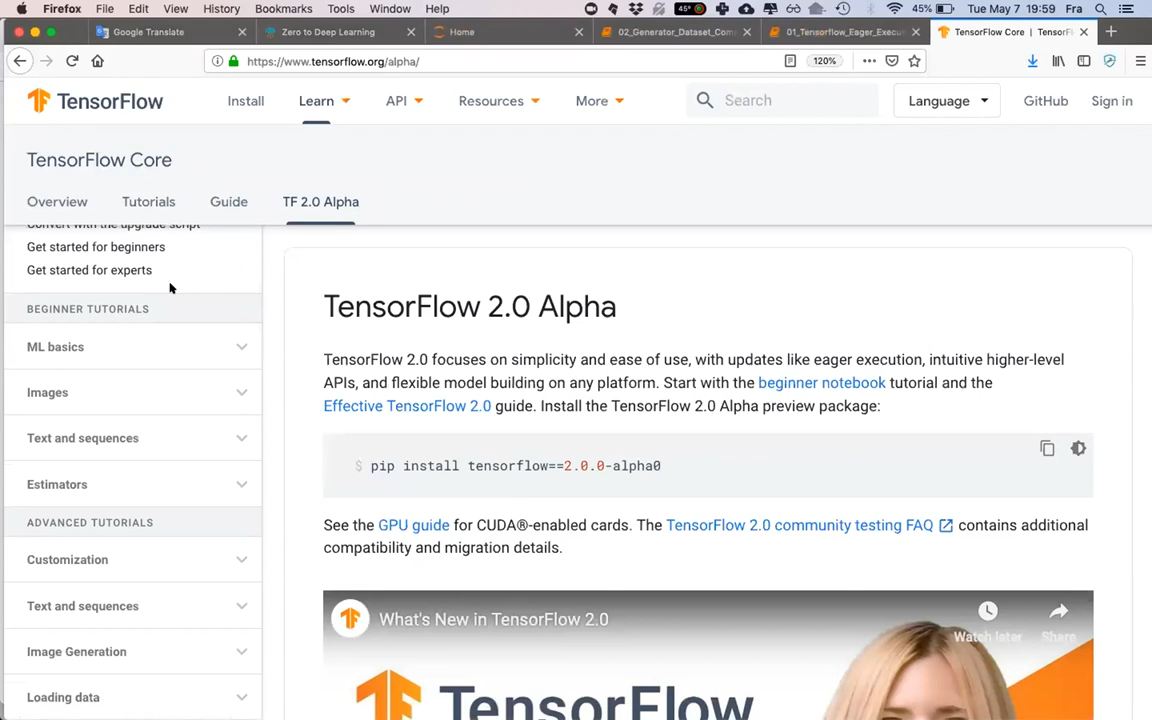 Firefox File Edit View History Bookmarks Tools Window Help 45° 45% Tue May 7 19:59 Fra
Google Translate
Zero to Deep Learning
Home
02_Generator_Dataset_Com
01_Tensorflow_Eager_Execu
TensorFlow Core | TensorF
https://www.tensorflow.org/alpha/ 120%
TensorFlow Install Learn API Resources More Search Language GitHub Sign in
TensorFlow Core
Overview Tutorials Guide TF 2.0 Alpha
Convert with the upgrade script
Get started for beginners
Get started for experts
BEGINNER TUTORIALS
ML basics
Images
Text and sequences
Estimators
ADVANCED TUTORIALS
Customization
Text and sequences
Image Generation
Loading data
TensorFlow 2.0 Alpha
TensorFlow 2.0 focuses on simplicity and ease of use, with updates like eager execution, intuitive higher-level
APIs, and flexible model building on any platform. Start with the beginner notebook tutorial and the
Effective TensorFlow 2.0 guide. Install the TensorFlow 2.0 Alpha preview package:
$ pip install tensorflow==2.0.0-alpha0
See the GPU guide for CUDA®-enabled cards. The TensorFlow 2.0 community testing FAQ contains additional
compatibility and migration details.
What's New in TensorFlow 2.0
Watch later Share
TensorFlow